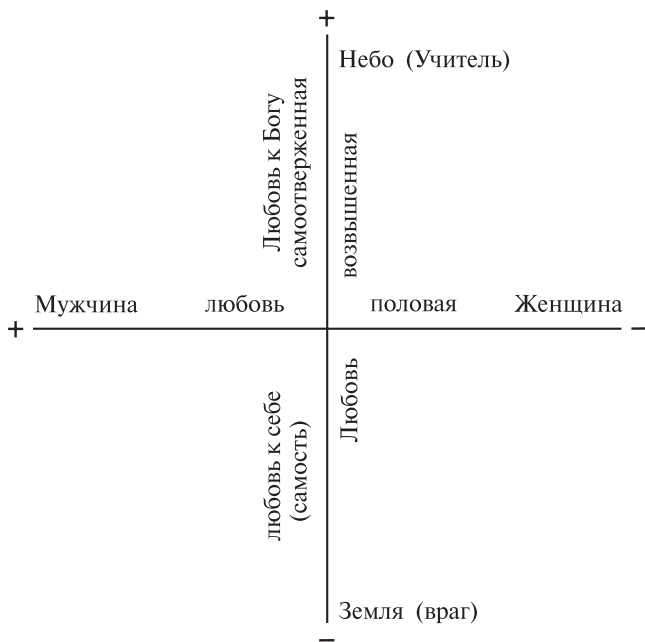 +
Небо (Учитель)
Любовь к Богу
самоотверженная
возвышенная
Мужчина любовь половая Женщина
+ −
Любовь
любовь к себе
(самость)
Земля (враг)
−